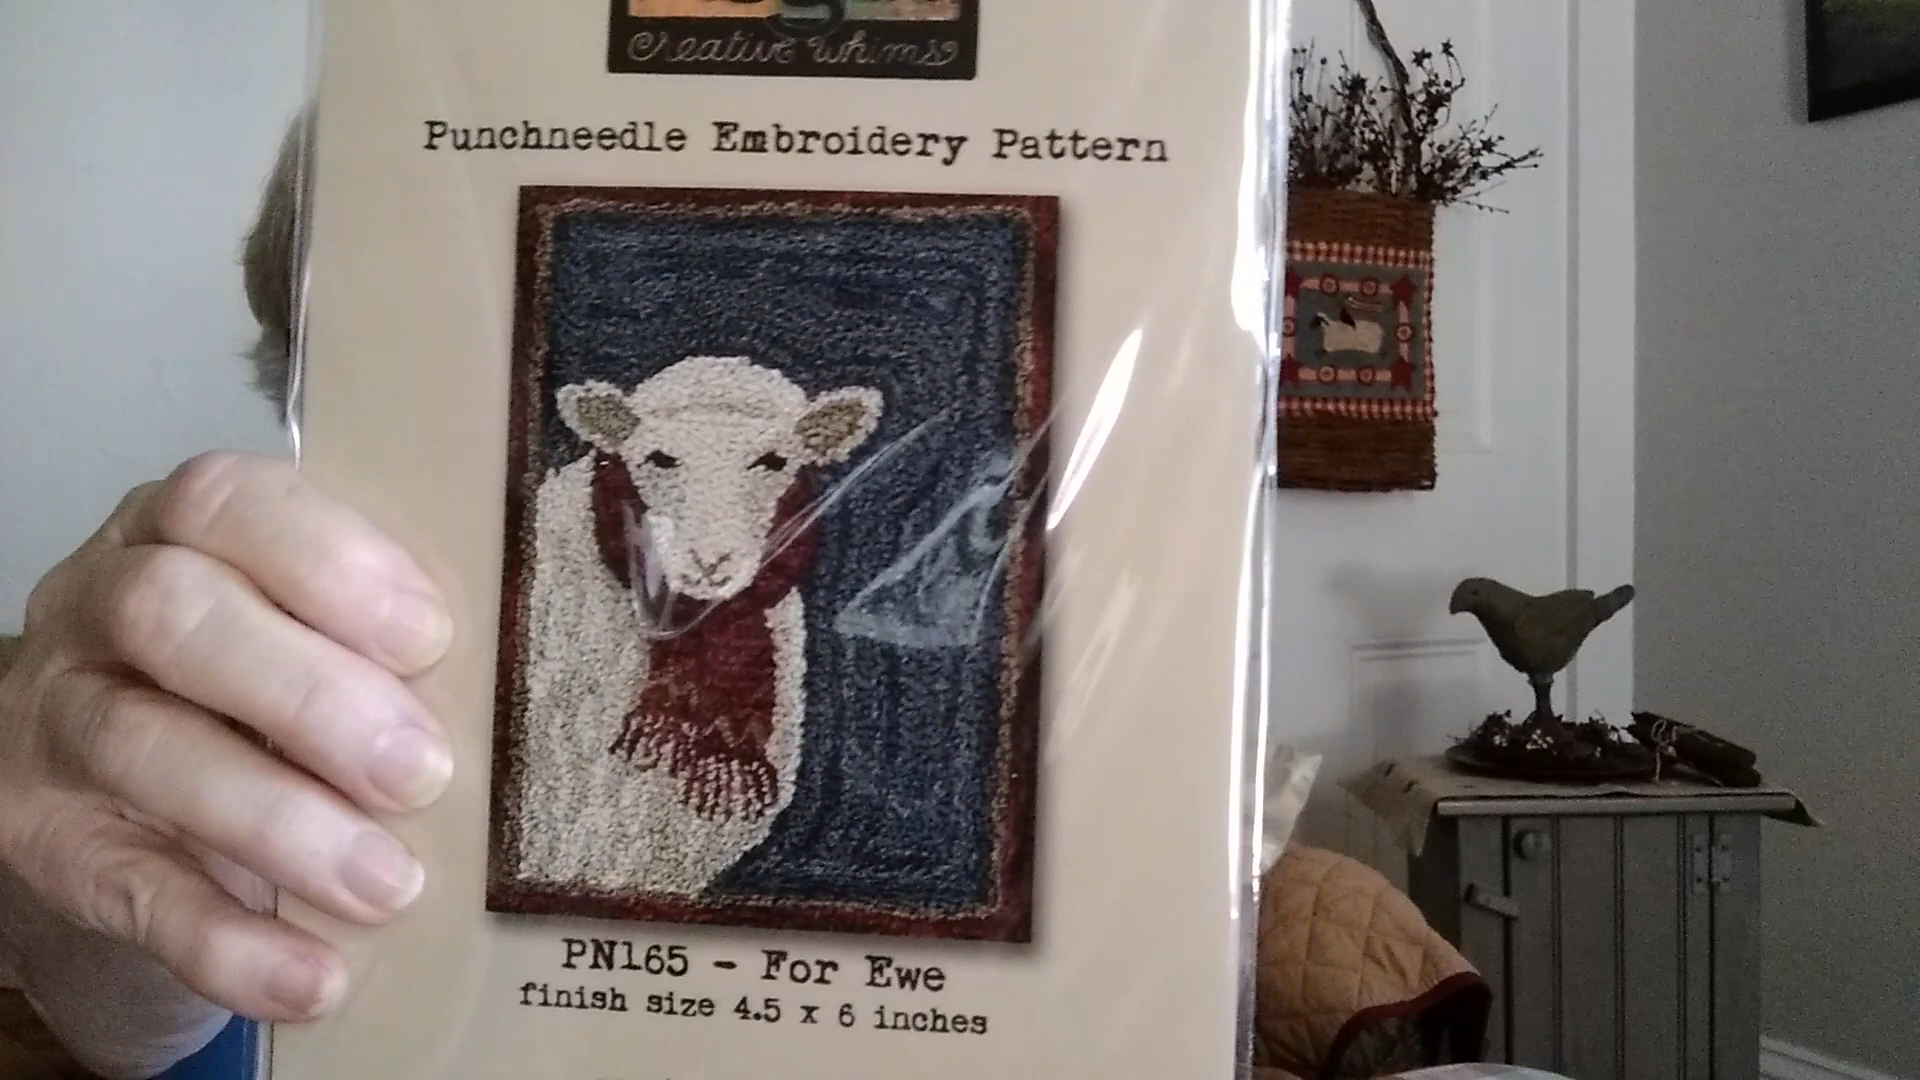 creative whims
Punchneedle Embroidery Pattern
PN165 - For Ewe
finish size 4.5 x 6 inches